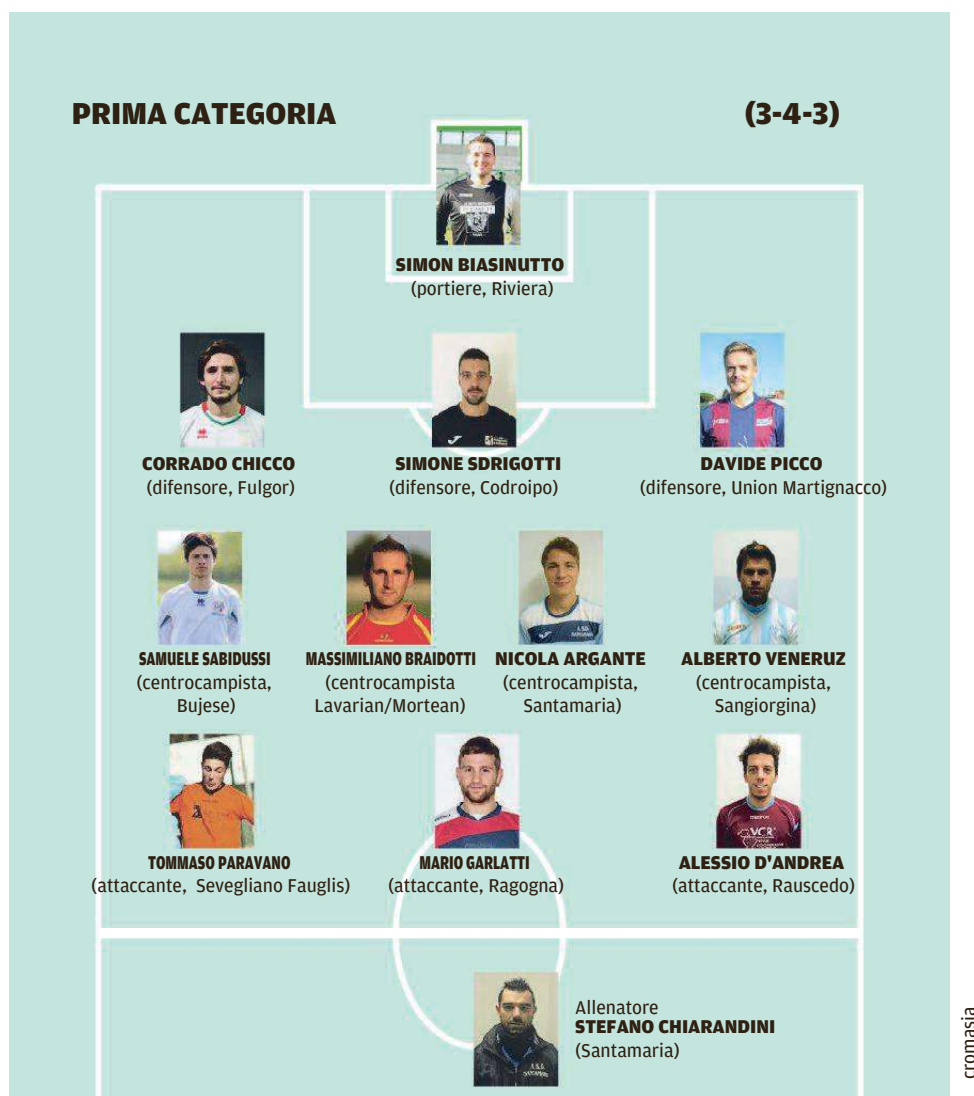 PRIMA CATEGORIA (3-4-3)
SIMON BIASINUTTO
(portiere, Riviera)
CORRADO CHICCO
(difensore, Fulgor)
SIMONE SDRIGOTTI
(difensore, Codroipo)
DAVIDE PICCO
(difensore, Union Martignacco)
SAMUELE SABIDUSSI
(centrocampista,
Bujese)
MASSIMILIANO BRAIDOTTI
(centrocampista
Lavarian/Mortean)
NICOLA ARGANTE
(centrocampista,
Santamaria)
ALBERTO VENERUZ
(centrocampista,
Sangiorgina)
TOMMASO PARAVANO
(attaccante, Sevegliano Fauglis)
MARIO GARLATTI
(attaccante, Ragogna)
VCR
ALESSIO D'ANDREA
(attaccante, Rauscedo)
Allenatore
STEFANO CHIARANDINI
(Santamaria)
cromasia